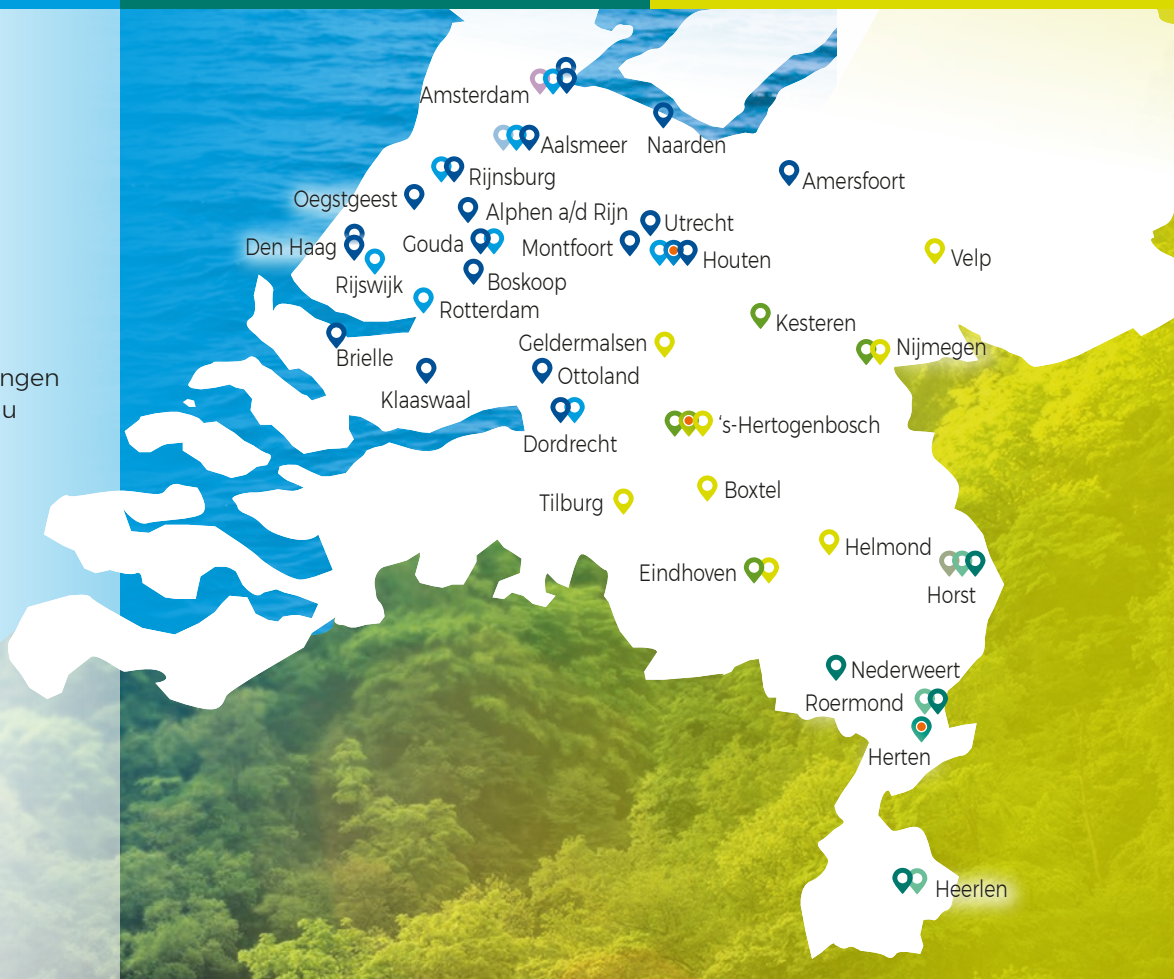 Amsterdam
Aalsmeer
Naarden
Rijnsburg
Amersfoort
Oegstgeest
Alphen a/d Rijn
Utrecht
Den Haag
Gouda
Montfoort
Houten
Velp
Rijswijk
Boskoop
Rotterdam
Kesteren
Geldermalsen
Nijmegen
Brielle
Ottoland
ngen
Klaaswaal
u
's-Hertogenbosch
Dordrecht
Boxtel
Tilburg
Helmond
Eindhoven
Horst
Nederweert
Roermond
Herten
Heerlen